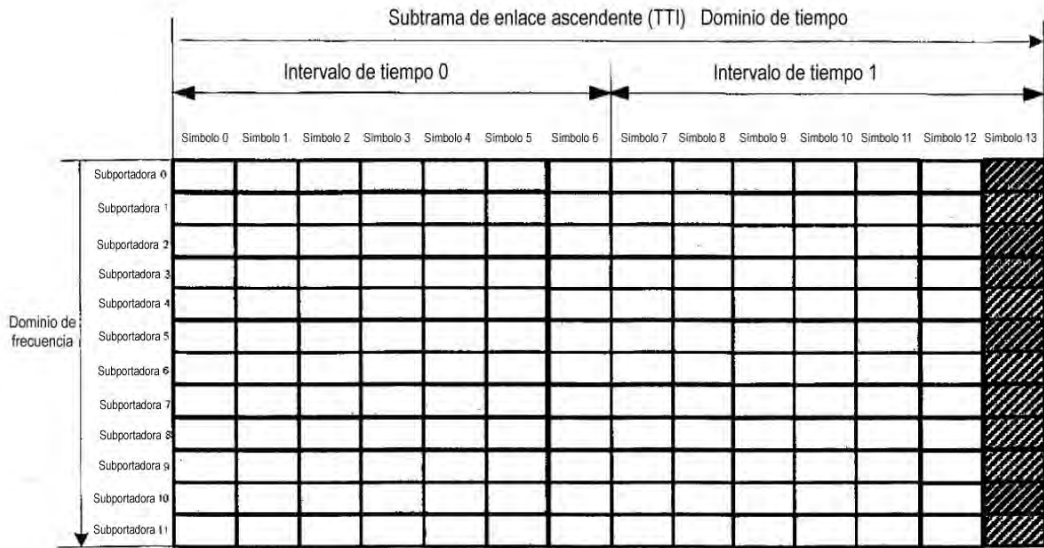 Subtrama de enlace ascendente (TTI) Dominio de tiempo
Intervalo de tiempo 0 Intervalo de tiempo 1
Simbolo 0 Simbolo 1 Simbolo 2 Simbolo 3 Simbolo 4 Simbolo 5 Simbolo 6 Simbolo 7 Simbolo 8 Simbolo 9 Simbolo 10 Simbolo 11 Simbolo 12 Simbolo 13
Subportadora 0
Subportadora 1
Subportadora 2
Subportadora 3
Subportadora 4
Dominio de frecuencia
Subportadora 5
Subportadora 6
Subportadora 7
Subportadora 8
Subportadora 9
Subportadora 10
Subportadora 11